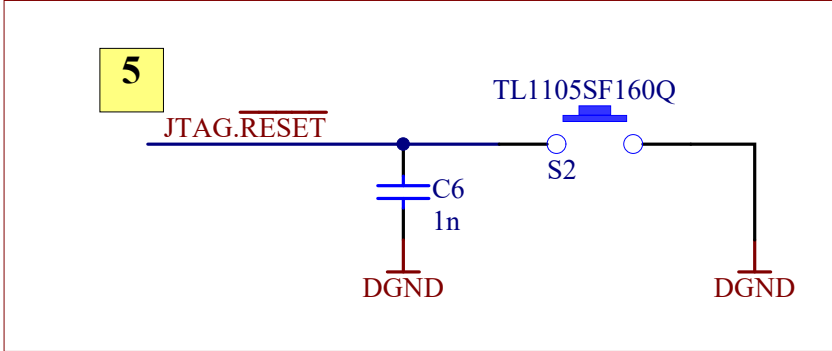 5
TL1105SF160Q
JTAG.RESET
S2
C6
1n
DGND
DGND